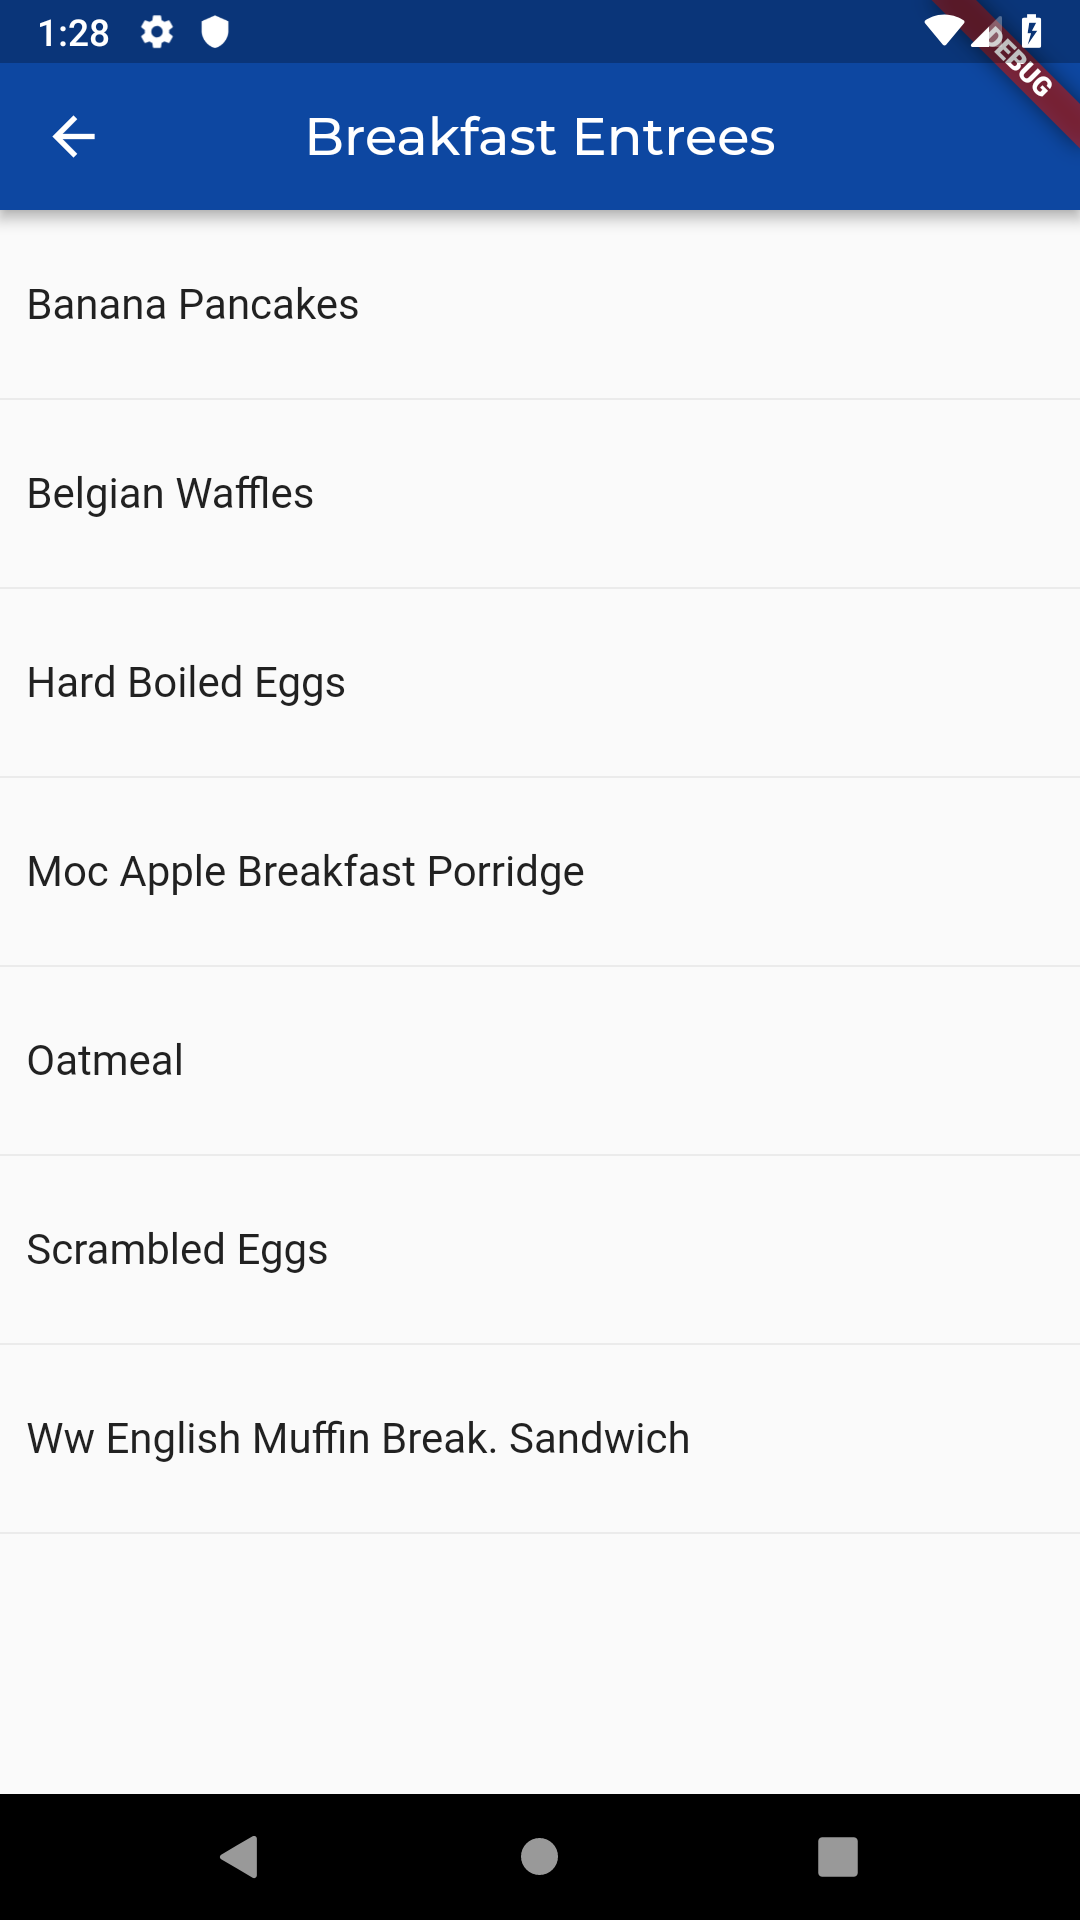 1:28
DEBUG
Breakfast Entrees
Banana Pancakes
Belgian Waffles
Hard Boiled Eggs
Moc Apple Breakfast Porridge
Oatmeal
Scrambled Eggs
Ww English Muffin Break. Sandwich